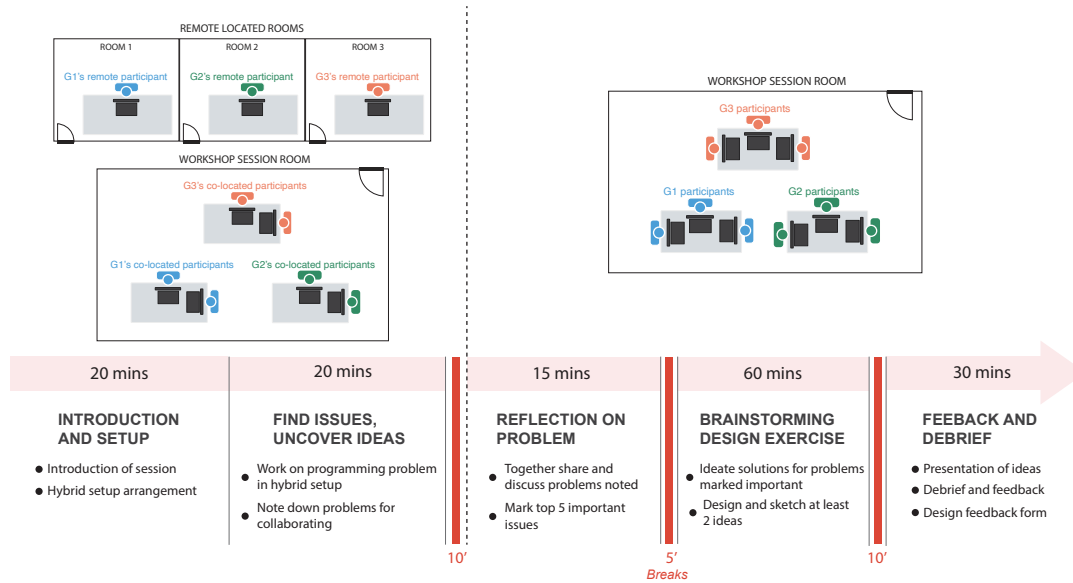 REMOTE LOCATED ROOMS
ROOM 1
ROOM 2
ROOM 3
G1's remote participant
G2's remote participant
G3's remote participant
WORKSHOP SESSION ROOM
G3's co-located participants
G1's co-located participants
G2's co-located participants
WORKSHOP SESSION ROOM
G3 participants
G1 participants
G2 participants
20 mins
20 mins
15 mins
60 mins
30 mins
INTRODUCTION
AND SETUP
● Introduction of session
● Hybrid setup arrangement
FIND ISSUES,
UNCOVER IDEAS
● Work on programming problem
in hybrid setup
● Note down problems for
collaborating
REFLECTION ON
PROBLEM
● Together share and
discuss problems noted
● Mark top 5 important
issues
BRAINSTORMING
DESIGN EXERCISE
● Ideate solutions for problems
marked important
● Design and sketch at least
2 ideas
FEEBACK AND
DEBRIEF
● Presentation of ideas
● Debrief and feedback
● Design feedback form
10′
5′
10′
Breaks